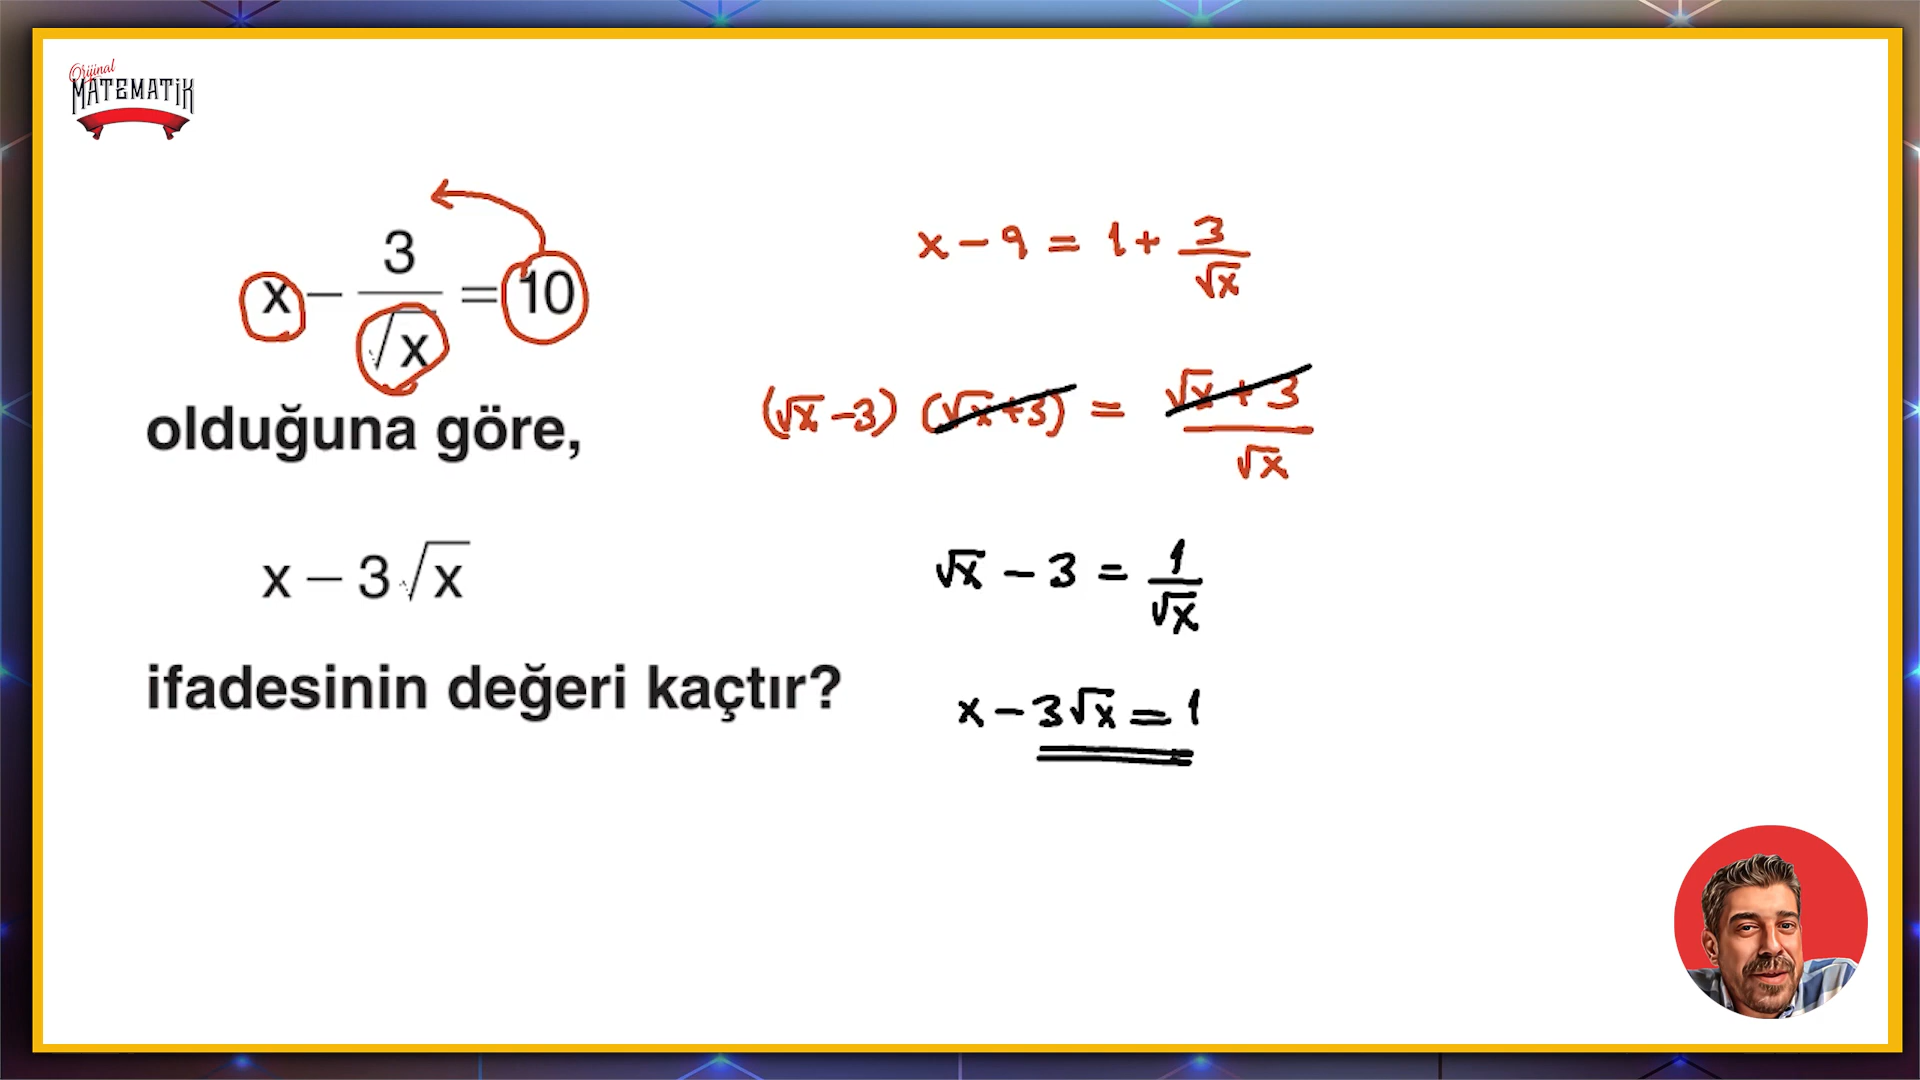 Orijinal
MATEMATİK
x − 3/√x = 10
olduğuna göre,
x − 3√x
ifadesinin değeri kaçtır?
x − 9 = 1 + 3/√x
(√x − 3) (√x + 3) = (√x + 3)/√x
√x − 3 = 1/√x
x − 3√x = 1